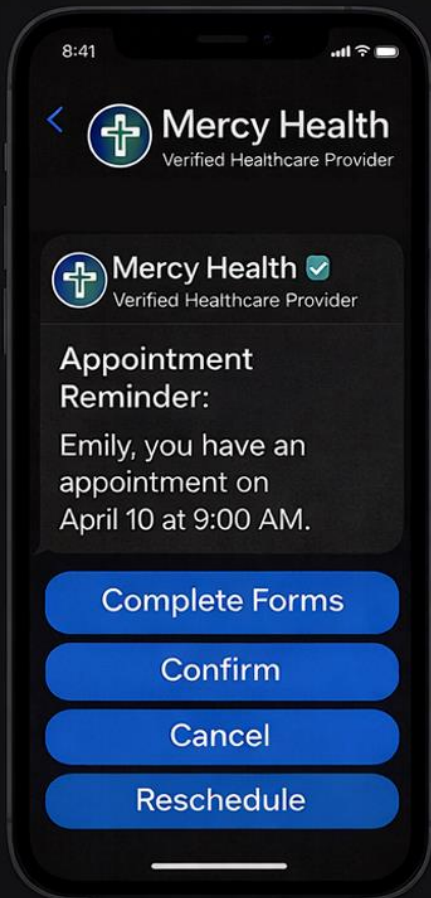 8:41
Mercy Health
Verified Healthcare Provider
Mercy Health
Verified Healthcare Provider
Appointment
Reminder:
Emily, you have an
appointment on
April 10 at 9:00 AM.
Complete Forms
Confirm
Cancel
Reschedule